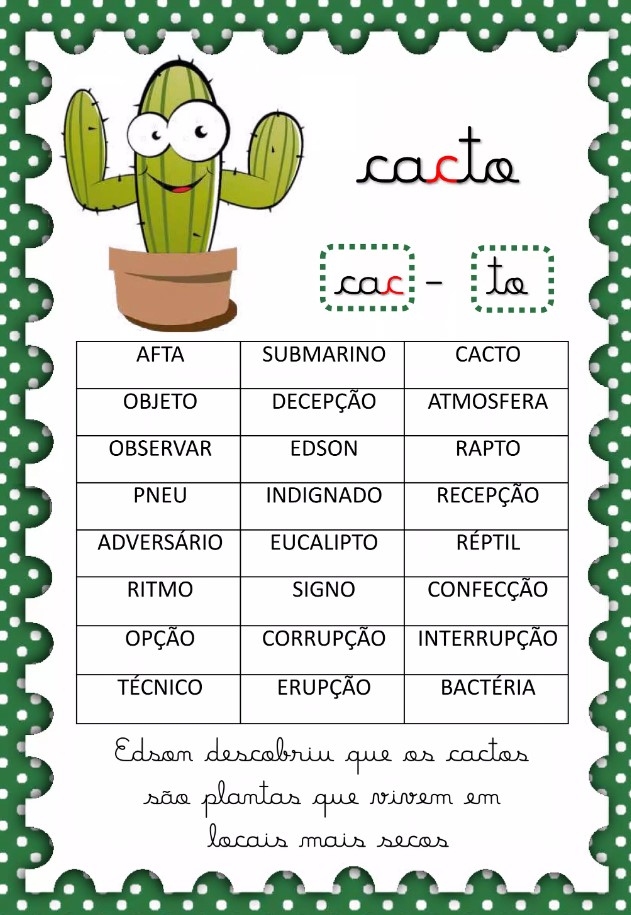 cacto
cac - to
AFTA SUBMARINO CACTO
OBJETO DECEPÇÃO ATMOSFERA
OBSERVAR EDSON RAPTO
PNEU INDIGNADO RECEPÇÃO
ADVERSÁRIO EUCALIPTO RÉPTIL
RITMO SIGNO CONFECÇÃO
OPÇÃO CORRUPÇÃO INTERRUPÇÃO
TÉCNICO ERUPÇÃO BACTÉRIA
Edson descobriu que os cactos
são plantas que vivem em
locais mais secos